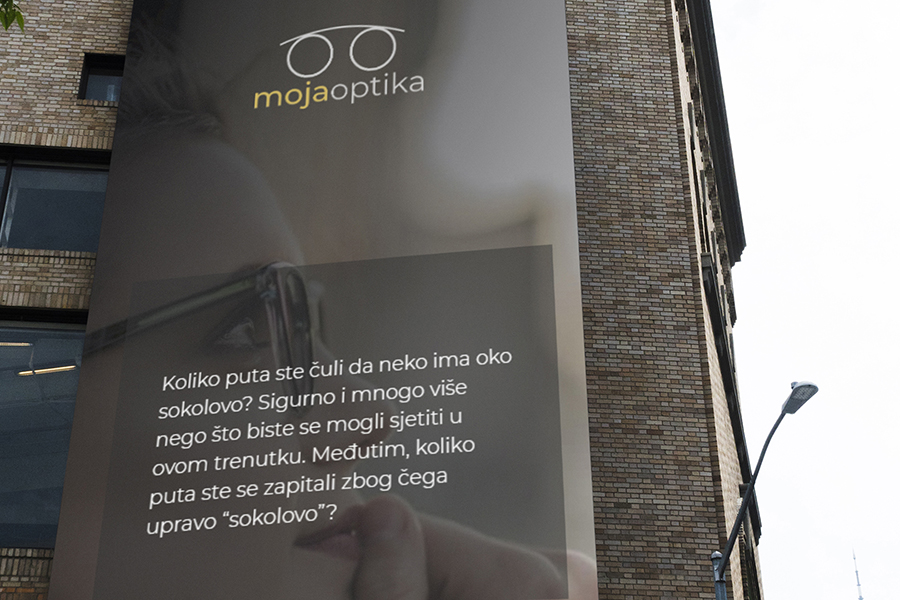 mojaoptika
Koliko puta ste čuli da neko ima oko
sokolovo? Sigurno i mnogo više
nego što biste se mogli sjetiti u
ovom trenutku. Međutim, koliko
puta ste se zapitali zbog čega
upravo “sokolovo”?